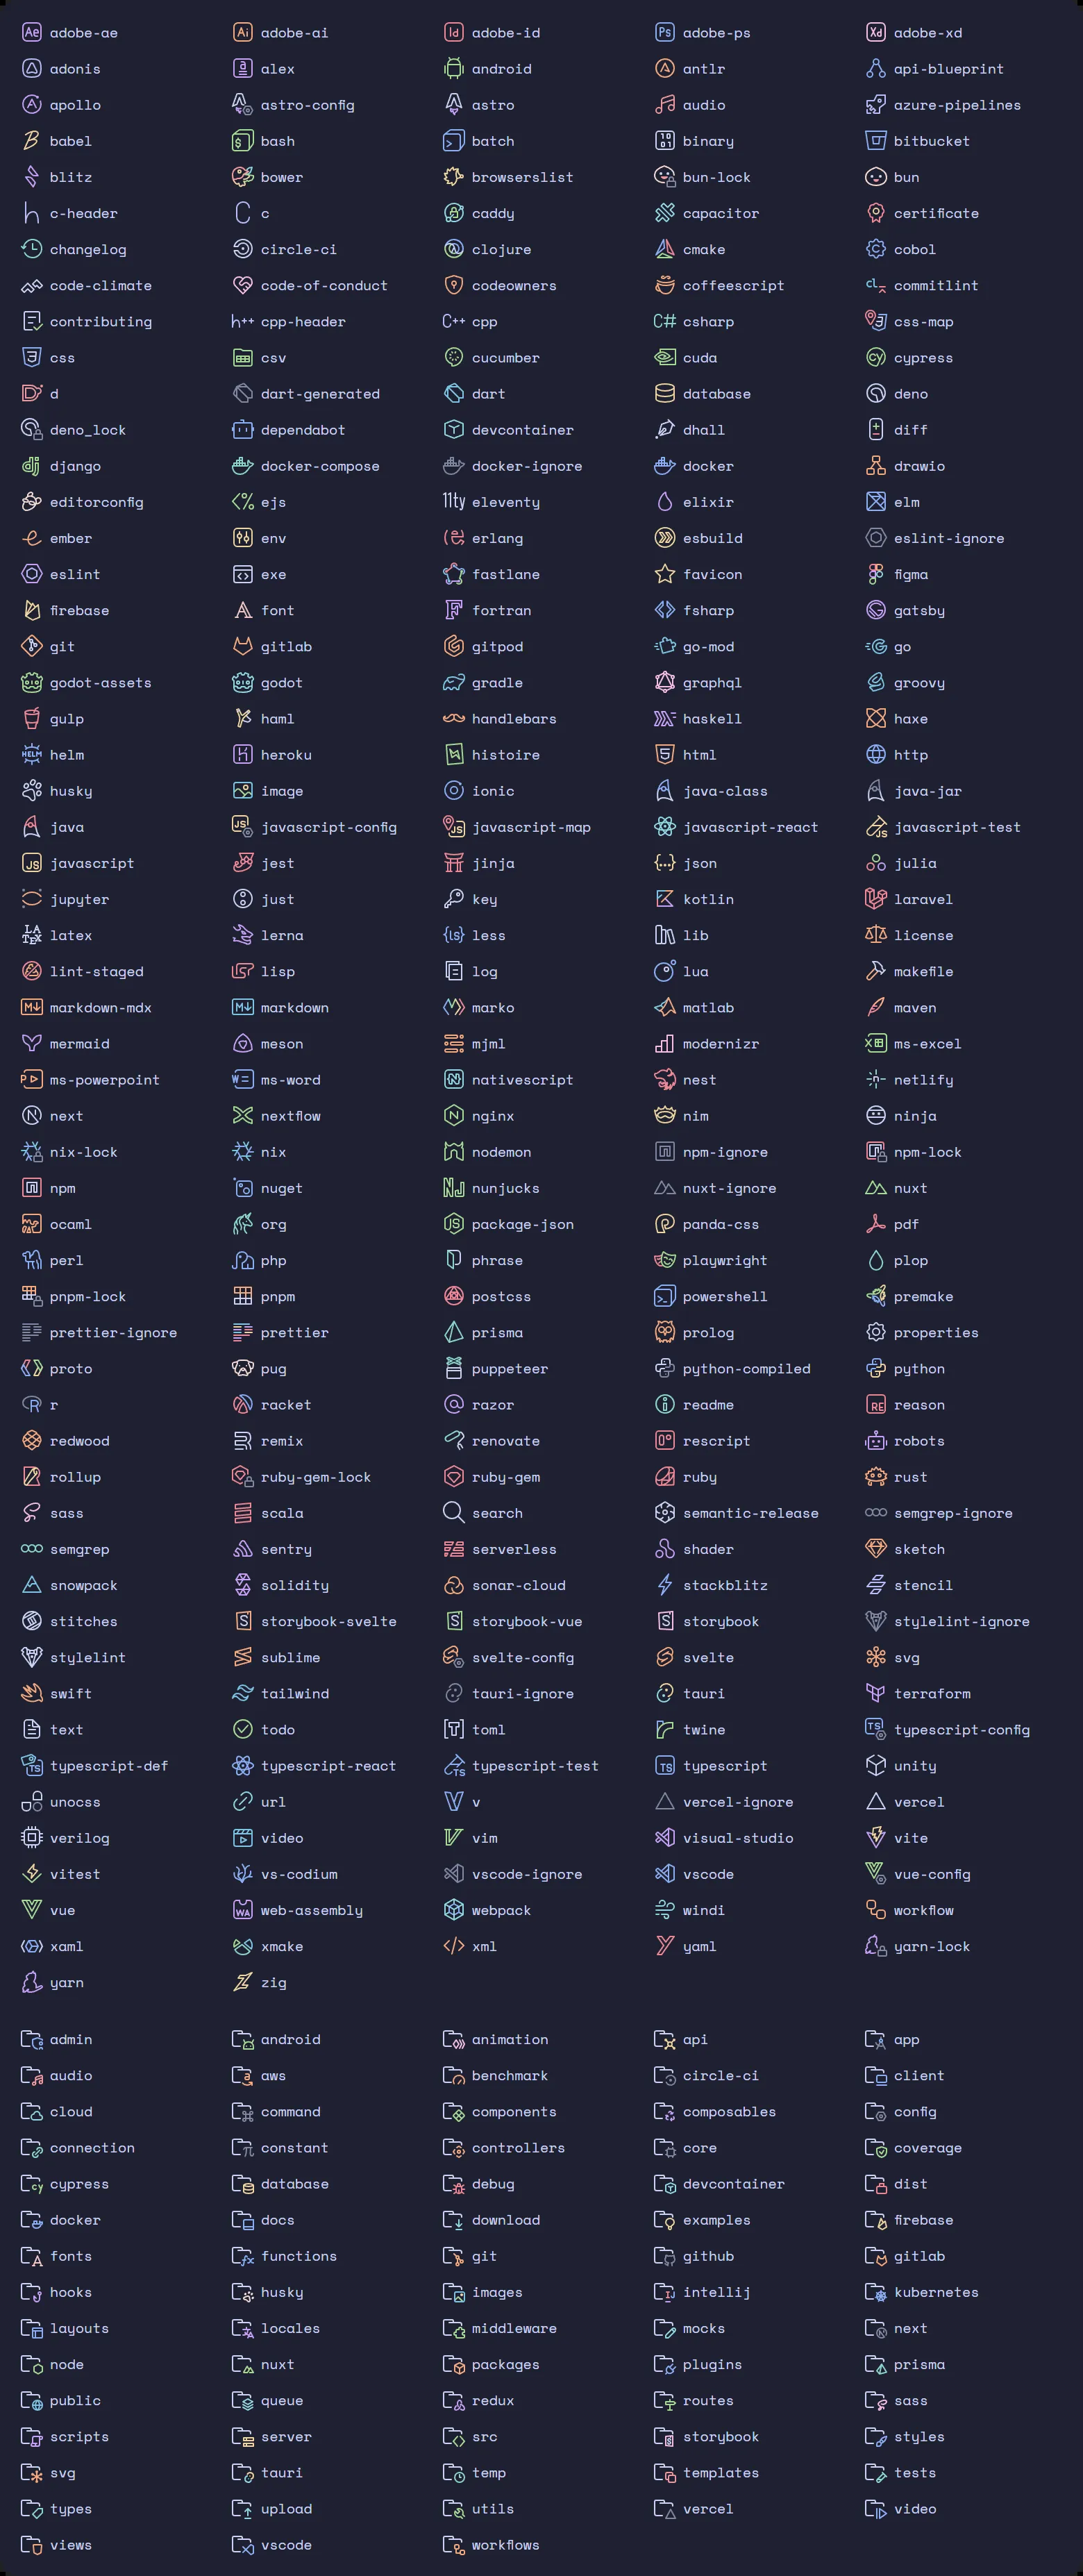 adobe-ae adobe-ai adobe-id adobe-ps adobe-xd
adonis alex android antlr api-blueprint
apollo astro-config astro audio azure-pipelines
babel bash batch binary bitbucket
blitz bower browserslist bun-lock bun
c-header c caddy capacitor certificate
changelog circle-ci clojure cmake cobol
code-climate code-of-conduct codeowners coffeescript commitlint
contributing cpp-header cpp csharp css-map
css csv cucumber cuda cypress
d dart-generated dart database deno
deno_lock dependabot devcontainer dhall diff
django docker-compose docker-ignore docker drawio
editorconfig ejs eleventy elixir elm
ember env erlang esbuild eslint-ignore
eslint exe fastlane favicon figma
firebase font fortran fsharp gatsby
git gitlab gitpod go-mod go
godot-assets godot gradle graphql groovy
gulp haml handlebars haskell haxe
helm heroku histoire html http
husky image ionic java-class java-jar
java javascript-config javascript-map javascript-react javascript-test
javascript jest jinja json julia
jupyter just key kotlin laravel
latex lerna less lib license
lint-staged lisp log lua makefile
markdown-mdx markdown marko matlab maven
mermaid meson mjml modernizr ms-excel
ms-powerpoint ms-word nativescript nest netlify
next nextflow nginx nim ninja
nix-lock nix nodemon npm-ignore npm-lock
npm nuget nunjucks nuxt-ignore nuxt
ocaml org package-json panda-css pdf
perl php phrase playwright plop
pnpm-lock pnpm postcss powershell premake
prettier-ignore prettier prisma prolog properties
proto pug puppeteer python-compiled python
r racket razor readme reason
redwood remix renovate rescript robots
rollup ruby-gem-lock ruby-gem ruby rust
sass scala search semantic-release semgrep-ignore
semgrep sentry serverless shader sketch
snowpack solidity sonar-cloud stackblitz stencil
stitches storybook-svelte storybook-vue storybook stylelint-ignore
stylelint sublime svelte-config svelte svg
swift tailwind tauri-ignore tauri terraform
text todo toml twine typescript-config
typescript-def typescript-react typescript-test typescript unity
unocss url v vercel-ignore vercel
verilog video vim visual-studio vite
vitest vs-codium vscode-ignore vscode vue-config
vue web-assembly webpack windi workflow
xaml xmake xml yaml yarn-lock
yarn zig
admin android animation api app
audio aws benchmark circle-ci client
cloud command components composables config
connection constant controllers core coverage
cypress database debug devcontainer dist
docker docs download examples firebase
fonts functions git github gitlab
hooks husky images intellij kubernetes
layouts locales middleware mocks next
node nuxt packages plugins prisma
public queue redux routes sass
scripts server src storybook styles
svg tauri temp templates tests
types upload utils vercel video
views vscode workflows